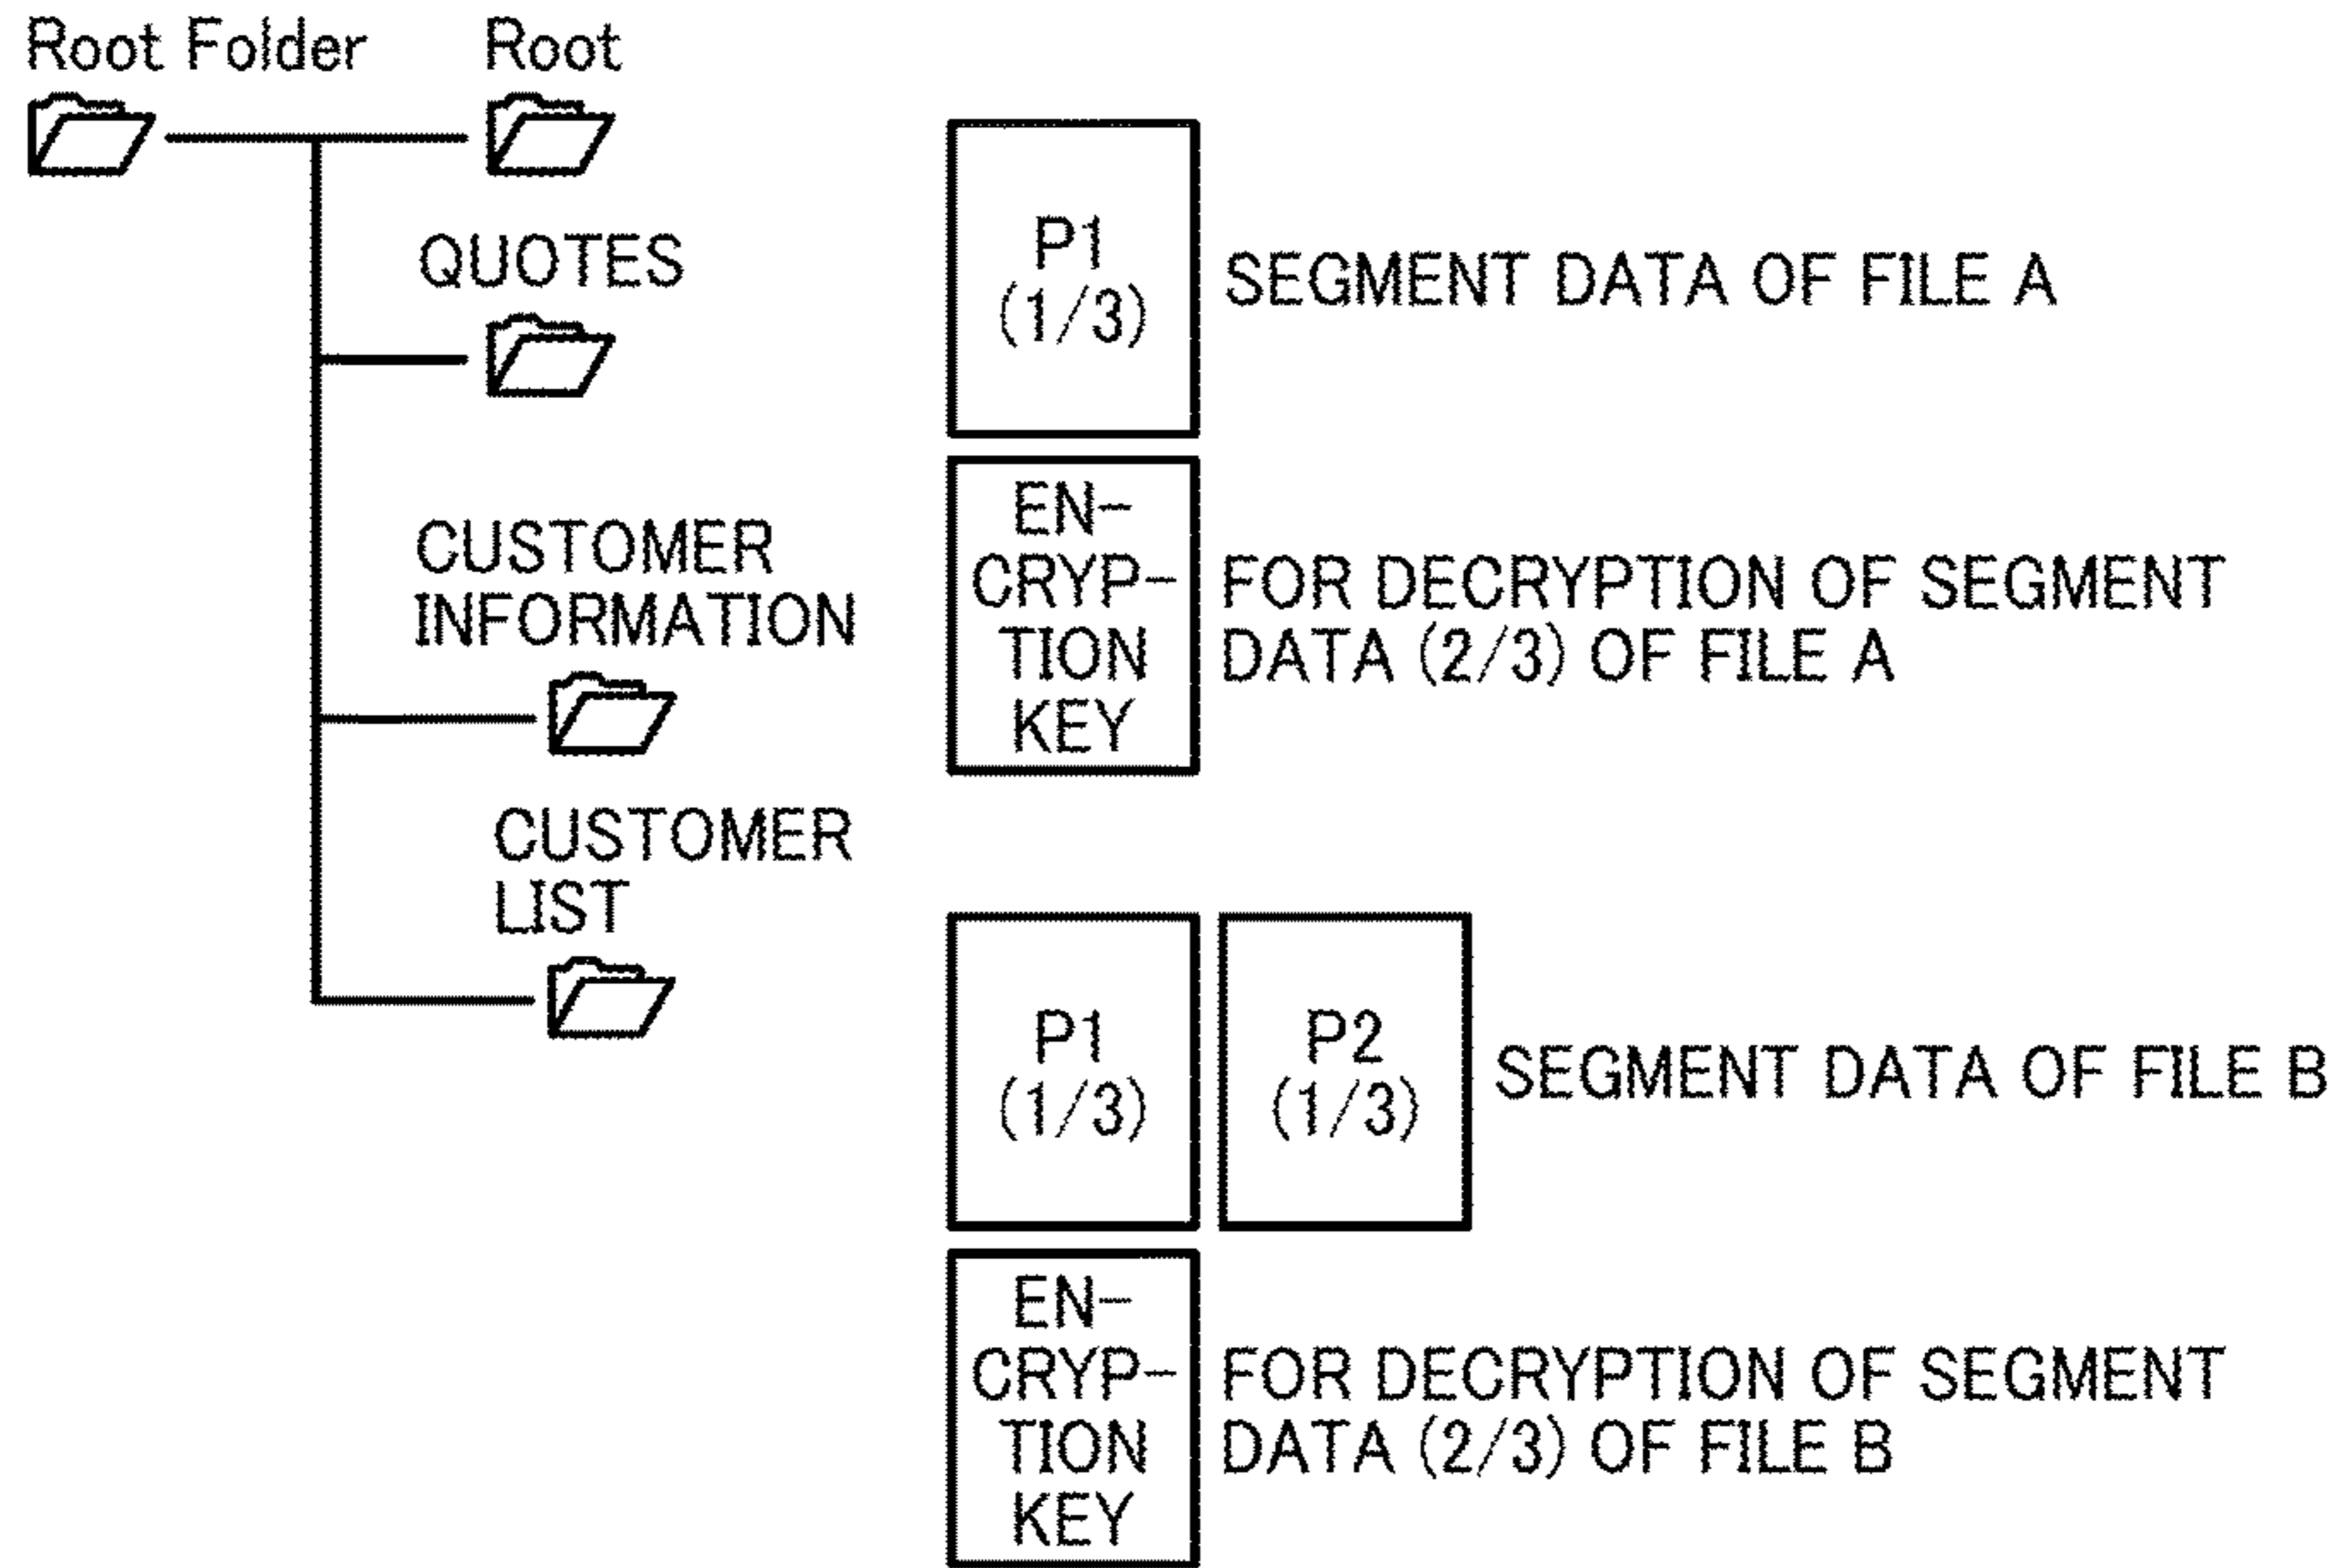 Root Folder
Root
QUOTES
CUSTOMER
INFORMATION
CUSTOMER
LIST
P1
(1/3)
SEGMENT DATA OF FILE A
EN-
CRYP-
TION
KEY
FOR DECRYPTION OF SEGMENT
DATA (2/3) OF FILE A
P1
(1/3)
P2
(1/3)
SEGMENT DATA OF FILE B
EN-
CRYP-
TION
KEY
FOR DECRYPTION OF SEGMENT
DATA (2/3) OF FILE B